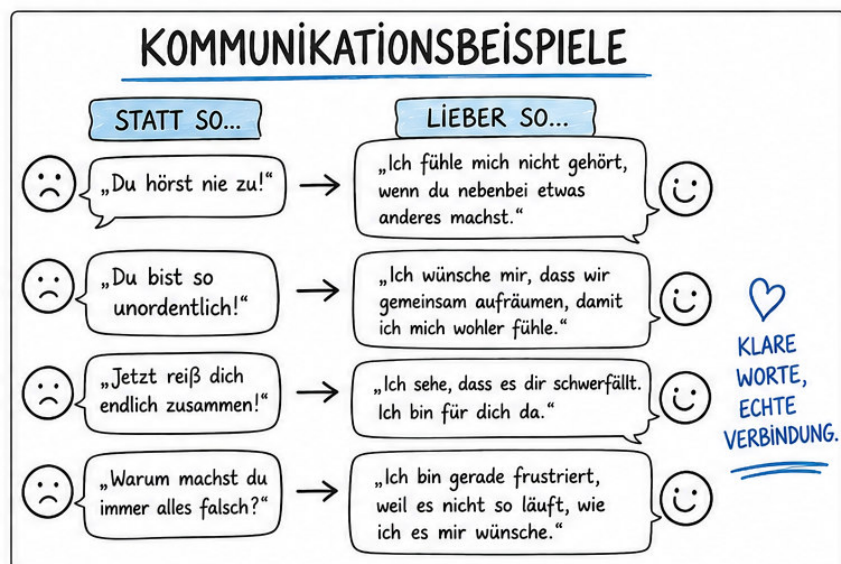 KOMMUNIKATIONSBEISPIELE
STATT SO...
LIEBER SO...
„Du hörst nie zu!“
„Ich fühle mich nicht gehört,
wenn du nebenbei etwas
anderes machst.“
„Du bist so
unordentlich!“
„Ich wünsche mir, dass wir
gemeinsam aufräumen, damit
ich mich wohler fühle.“
„Jetzt reiß dich
endlich zusammen!“
„Ich sehe, dass es dir schwerfällt.
Ich bin für dich da.“
„Warum machst du
immer alles falsch?“
„Ich bin gerade frustriert,
weil es nicht so läuft, wie
ich es mir wünsche.“
KLARE
WORTE,
ECHTE
VERBINDUNG.